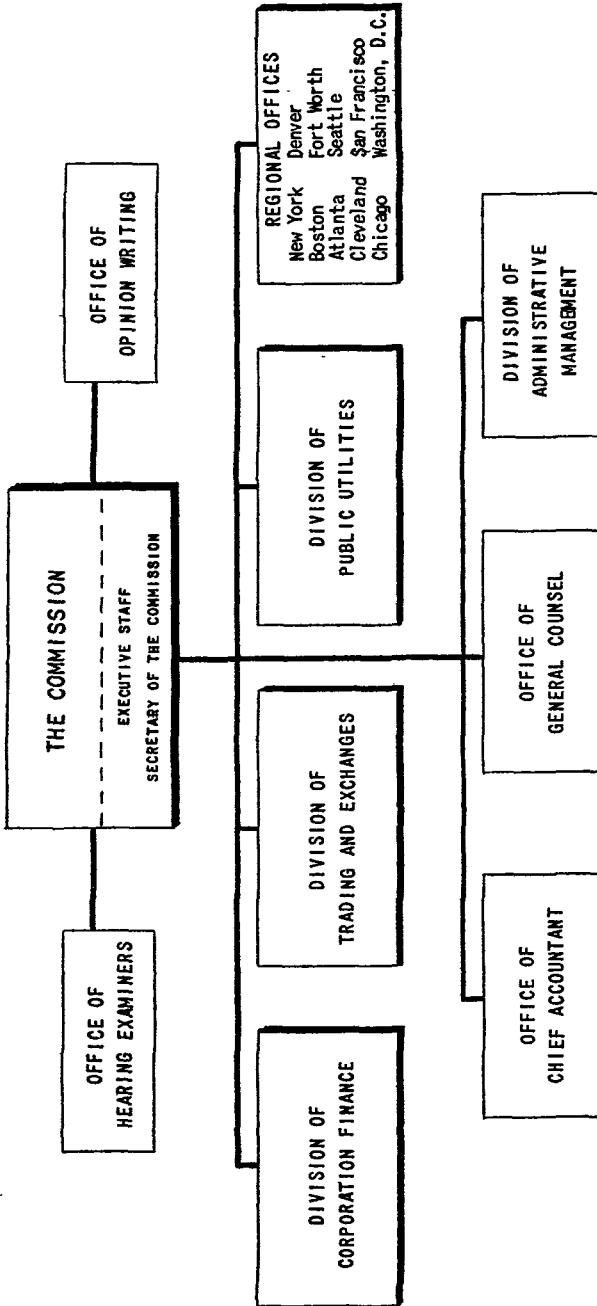 THE COMMISSION
EXECUTIVE STAFF
SECRETARY OF THE COMMISSION
OFFICE OF
HEARING EXAMINERS
OFFICE OF
OPINION WRITING
DIVISION OF
CORPORATION FINANCE
DIVISION OF
TRADING AND EXCHANGES
DIVISION OF
PUBLIC UTILITIES
REGIONAL OFFICES
New York Denver
Boston Fort Worth
Atlanta Seattle
Cleveland San Francisco
Chicago Washington, D.C.
OFFICE OF
CHIEF ACCOUNTANT
OFFICE OF
GENERAL COUNSEL
DIVISION OF
ADMINISTRATIVE
MANAGEMENT